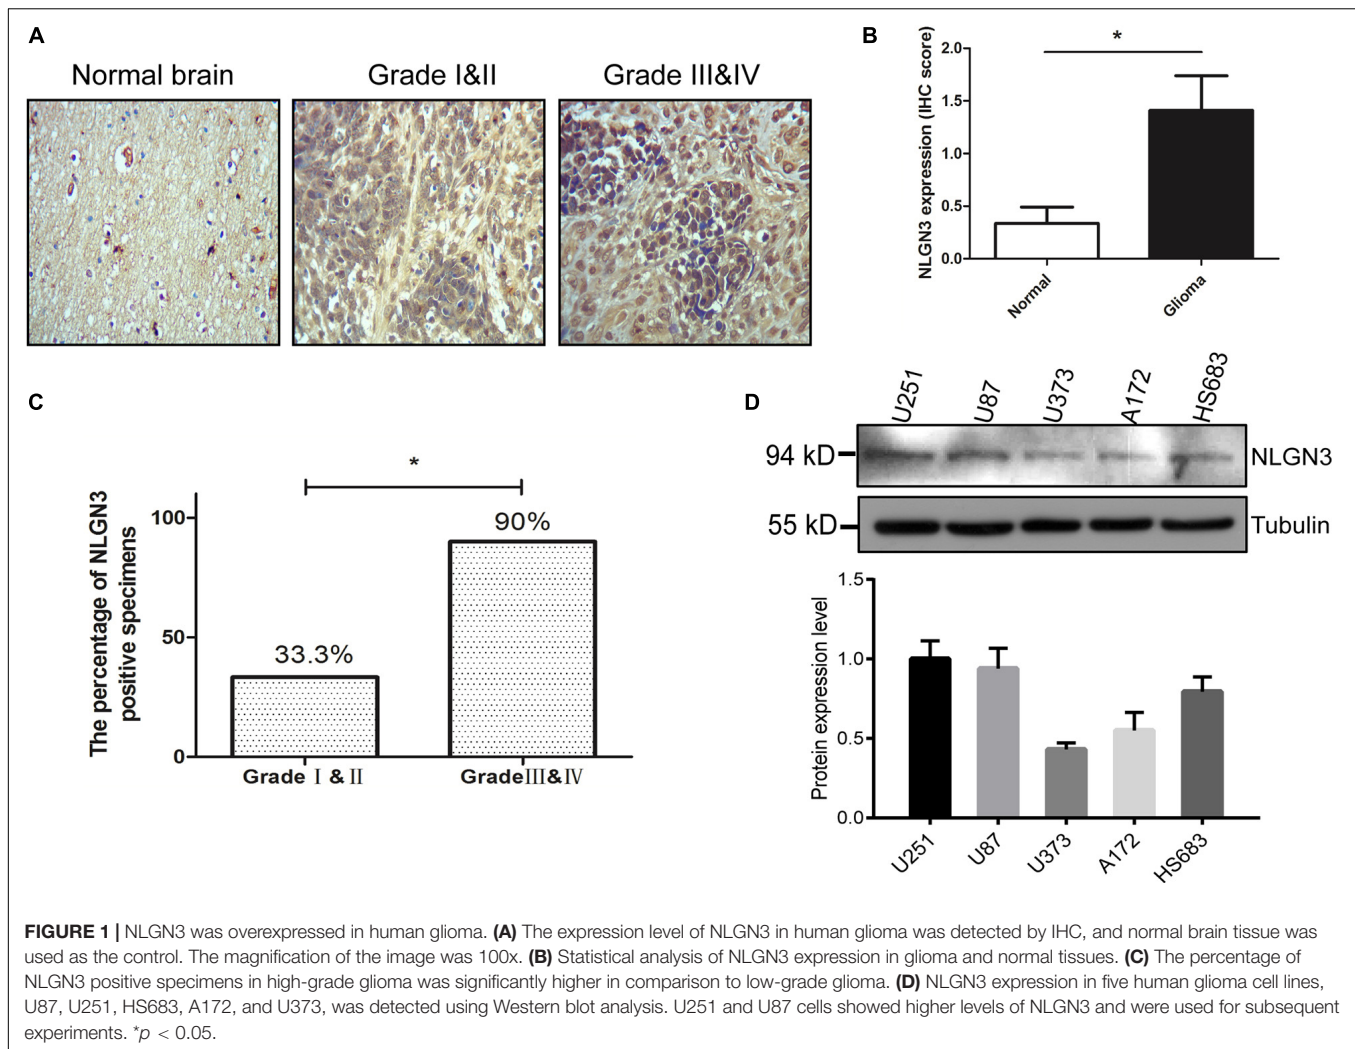 A
Normal brain
Grade I&II
Grade III&IV
B
NLGN3 expression (IHC score)
2.0
1.5
1.0
0.5
0.0
*
Normal
Glioma
C
The percentage of NLGN3
positive specimens
100
50
0
*
33.3%
90%
Grade Ⅰ & Ⅱ
GradeⅢ&Ⅳ
D
U251
U87
U373
A172
HS683
94 kD
NLGN3
55 kD
Tubulin
Protein expression level
1.5
1.0
0.5
0.0
U251
U87
U373
A172
HS683
FIGURE 1 | NLGN3 was overexpressed in human glioma. (A) The expression level of NLGN3 in human glioma was detected by IHC, and normal brain tissue was
used as the control. The magnification of the image was 100x. (B) Statistical analysis of NLGN3 expression in glioma and normal tissues. (C) The percentage of
NLGN3 positive specimens in high-grade glioma was significantly higher in comparison to low-grade glioma. (D) NLGN3 expression in five human glioma cell lines,
U87, U251, HS683, A172, and U373, was detected using Western blot analysis. U251 and U87 cells showed higher levels of NLGN3 and were used for subsequent
experiments. *p < 0.05.